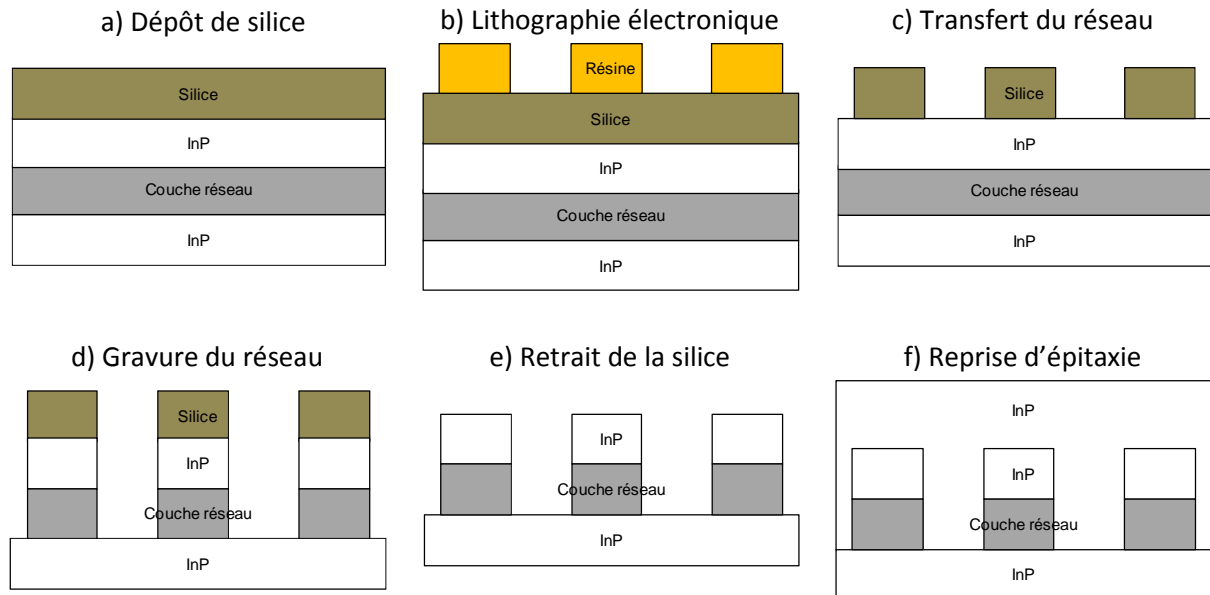 a) Dépôt de silice
Silice
InP
Couche réseau
InP
b) Lithographie électronique
Résine
Silice
InP
Couche réseau
InP
c) Transfert du réseau
Silice
InP
Couche réseau
InP
d) Gravure du réseau
Silice
InP
Couche réseau
InP
e) Retrait de la silice
InP
Couche réseau
InP
f) Reprise d’épitaxie
InP
InP
Couche réseau
InP